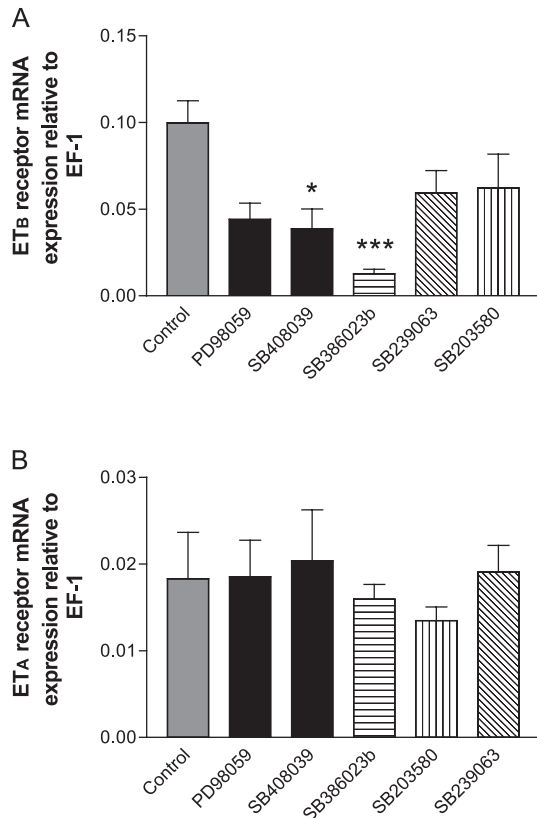 A
ETB receptor mRNA
expression relative to
EF-1
0.15
0.10
0.05
0.00
*
***
Control
PD98059
SB408039
SB386023b
SB239063
SB203580
B
ETA receptor mRNA
expression relative to
EF-1
0.03
0.02
0.01
0.00
Control
PD98059
SB408039
SB386023b
SB203580
SB239063